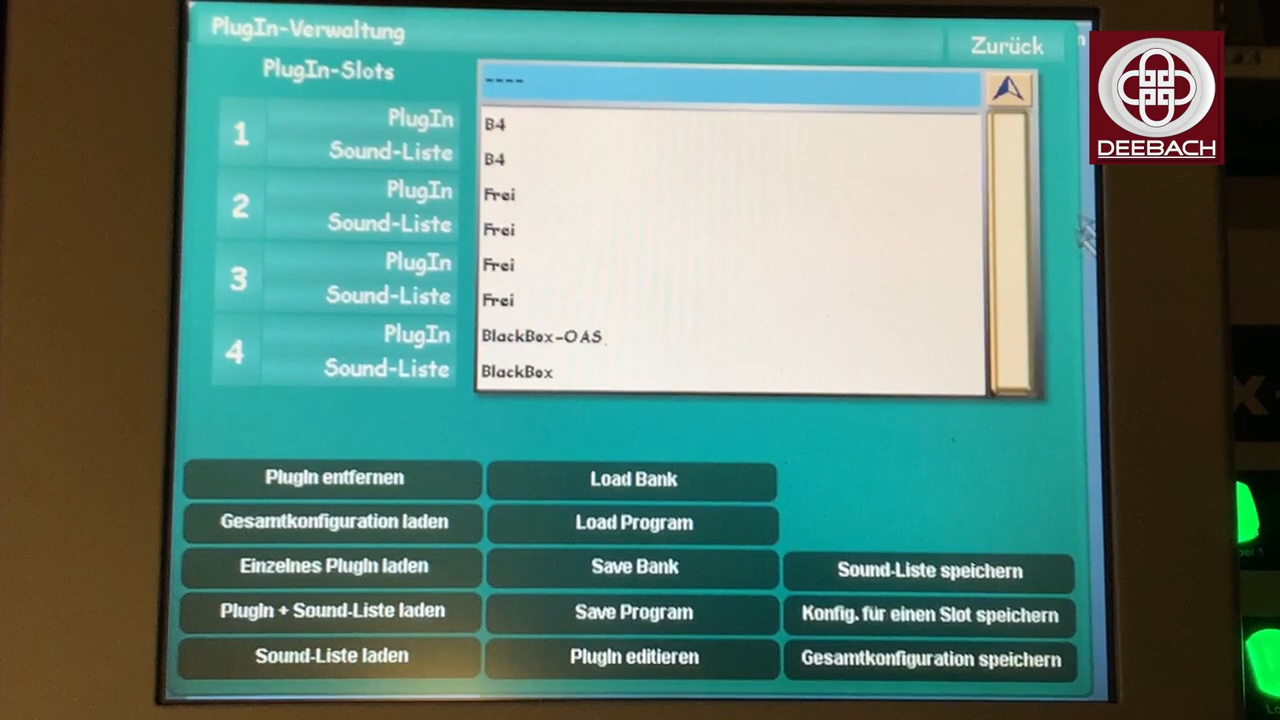 PlugIn-Verwaltung
Zurück
DEEBACH
PlugIn-Slots
----
1
PlugIn
B4
Sound-Liste
B4
2
PlugIn
Frei
Sound-Liste
Frei
3
PlugIn
Frei
Sound-Liste
Frei
4
PlugIn
BlackBox-OAS
Sound-Liste
BlackBox
PlugIn entfernen
Load Bank
Gesamtkonfiguration laden
Load Program
Einzelnes PlugIn laden
Save Bank
Sound-Liste speichern
PlugIn + Sound-Liste laden
Save Program
Konfig. für einen Slot speichern
Sound-Liste laden
PlugIn editieren
Gesamtkonfiguration speichern